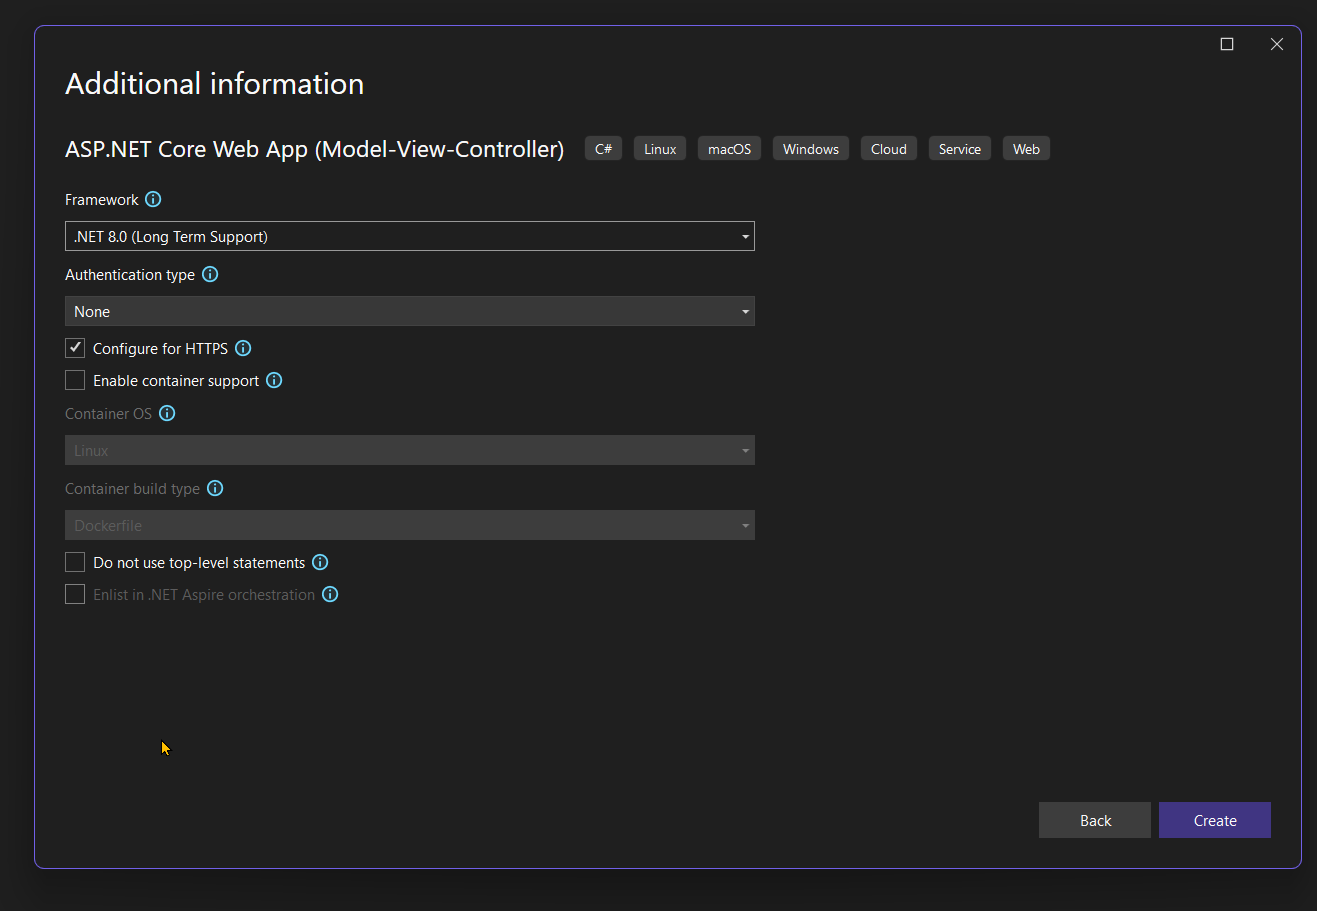 Additional information
ASP.NET Core Web App (Model-View-Controller) C# Linux macOS Windows Cloud Service Web
Framework
.NET 8.0 (Long Term Support)
Authentication type
None
Configure for HTTPS
Enable container support
Container OS
Linux
Container build type
Dockerfile
Do not use top-level statements
Enlist in .NET Aspire orchestration
Back Create